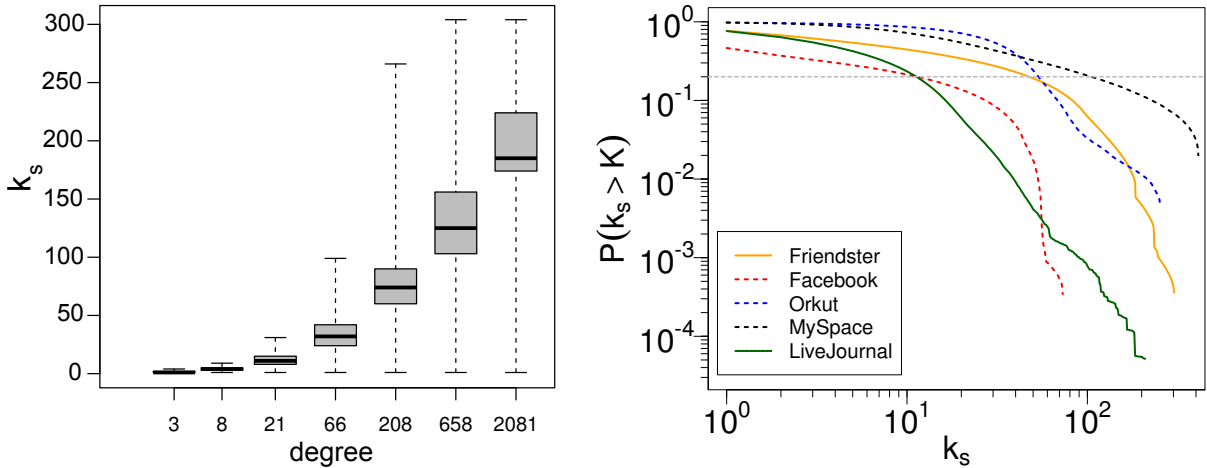 300
250
200
150
100
50
0
k_s
3 8 21 66 208 658 2081
degree
10^0
10^-1
10^-2
10^-3
10^-4
P(k_s > K)
Friendster
Facebook
Orkut
MySpace
LiveJournal
10^0 10^1 10^2
k_s